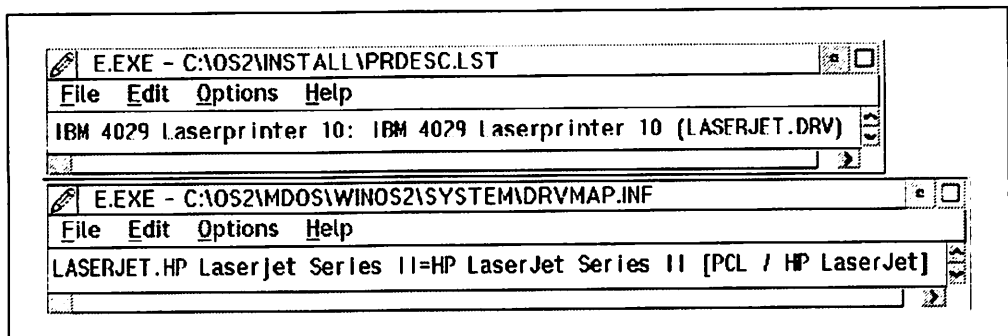 E.EXE - C:\OS2\INSTALL\PRDESC.LST
File Edit Options Help
IBM 4029 Laserprinter 10: IBM 4029 Laserprinter 10 (LASERJET.DRV)
E.EXE - C:\OS2\MDOS\WINOS2\SYSTEM\DRVMAP.INF
File Edit Options Help
LASERJET.HP Laserjet Series II=HP LaserJet Series II [PCL / HP LaserJet]